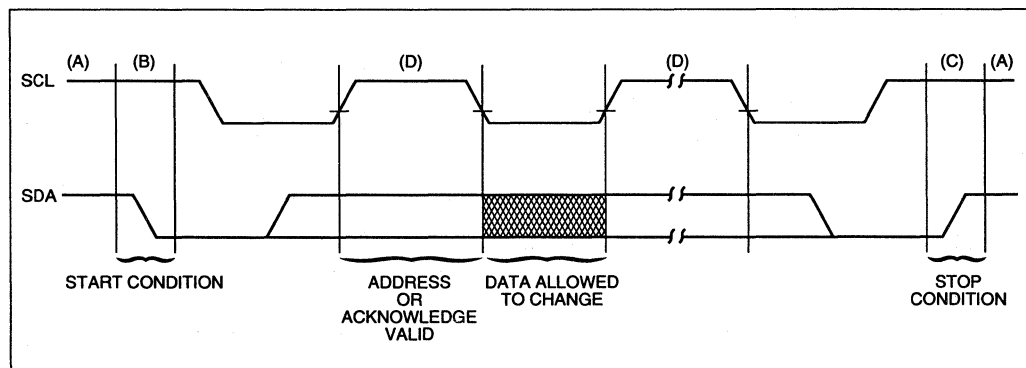 (A) (B) (D) (D) (C) (A)
SCL
SDA
START CONDITION
ADDRESS
OR
ACKNOWLEDGE
VALID
DATA ALLOWED
TO CHANGE
STOP
CONDITION